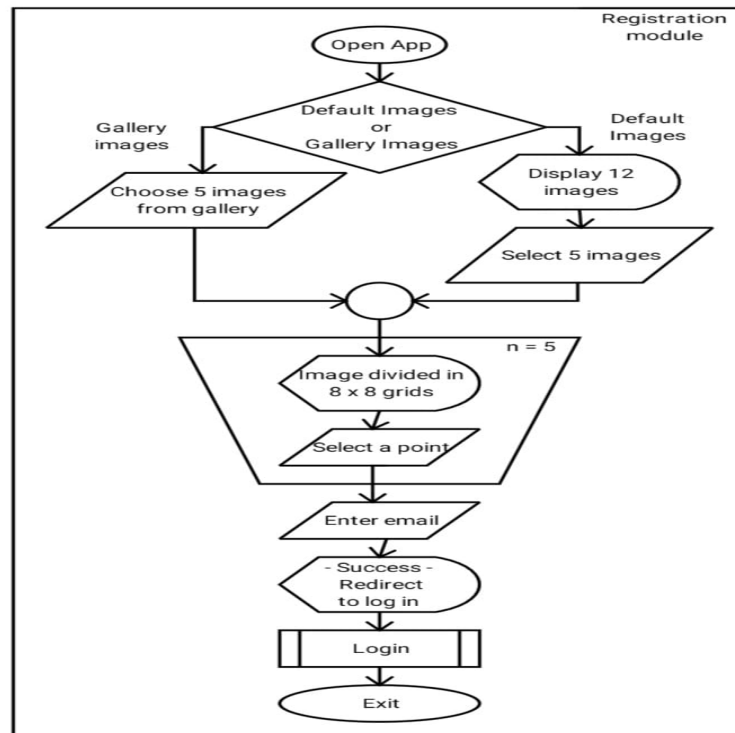 Registration
module
Open App
Default Images
or
Gallery Images
Gallery
images
Default
Images
Choose 5 images
from gallery
Display 12
images
Select 5 images
n = 5
Image divided in
8 x 8 grids
Select a point
Enter email
- Success -
Redirect
to log in
Login
Exit